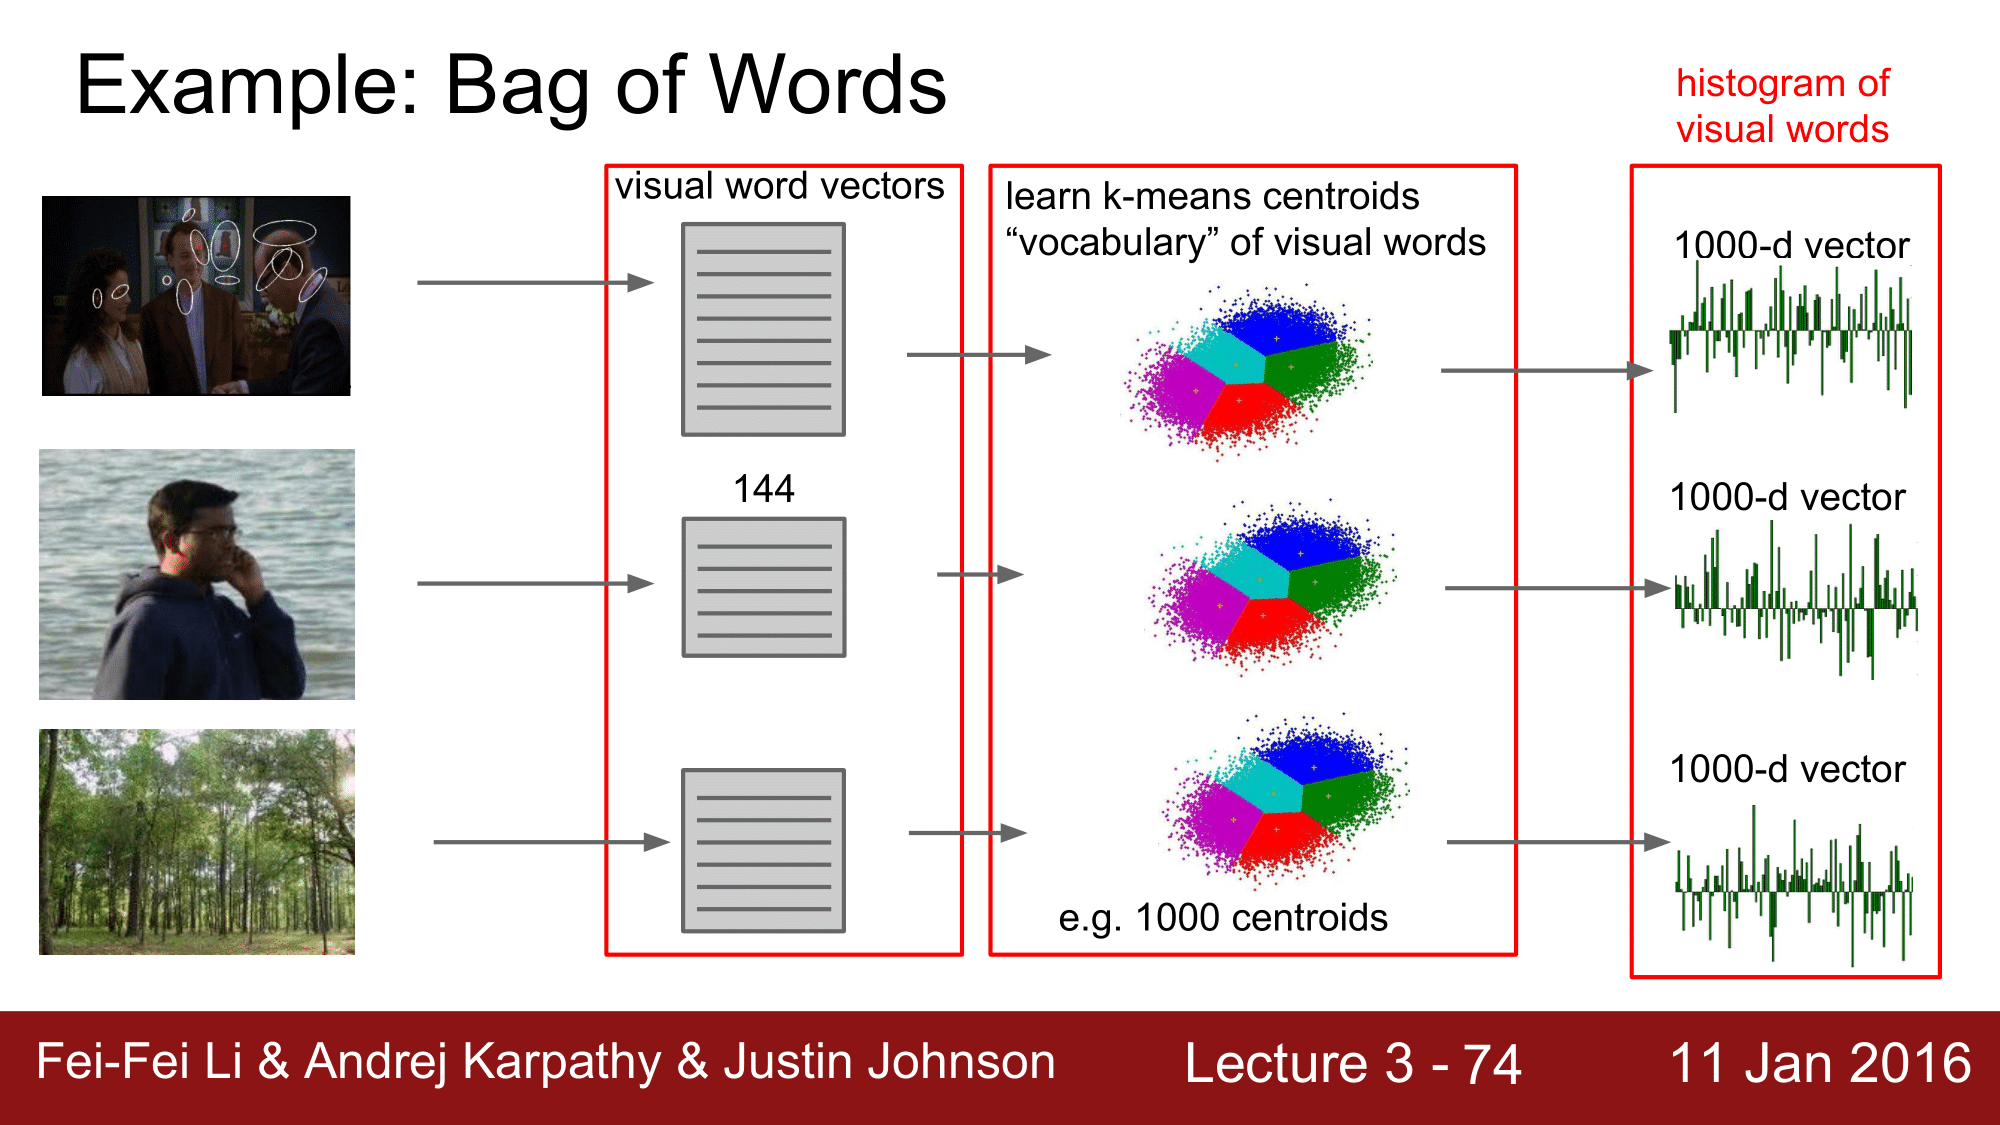 Example: Bag of Words
histogram of
visual words
visual word vectors
learn k-means centroids
“vocabulary” of visual words
1000-d vector
144
1000-d vector
1000-d vector
e.g. 1000 centroids
Fei-Fei Li & Andrej Karpathy & Justin Johnson
Lecture 3 - 74
11 Jan 2016